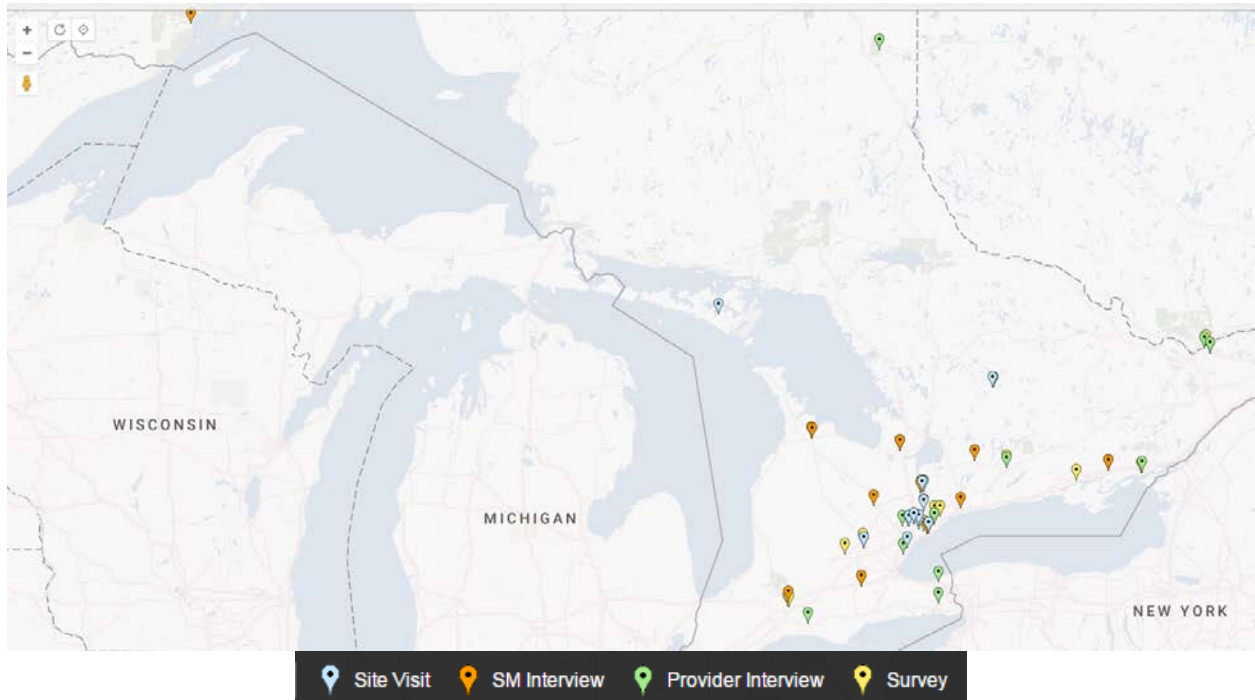 WISCONSIN
MICHIGAN
NEW YORK
Site Visit SM Interview Provider Interview Survey